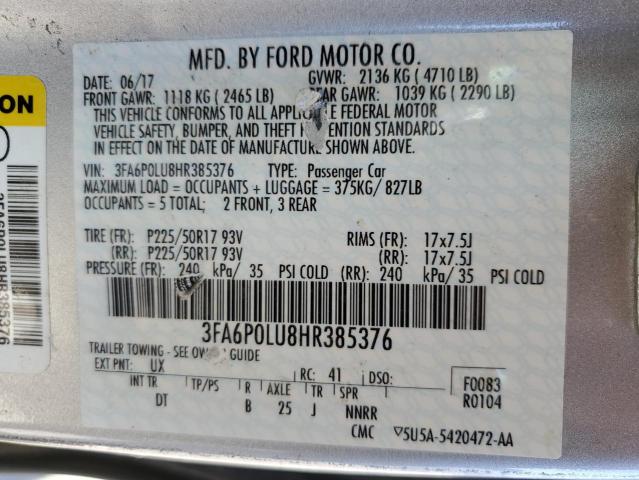 MFD. BY FORD MOTOR CO.
DATE: 06/17 GVWR: 2136 KG ( 4710 LB)
FRONT GAWR: 1118 KG ( 2465 LB) REAR GAWR: 1039 KG ( 2290 LB)
THIS VEHICLE CONFORMS TO ALL FEDERAL MOTOR
VEHICLE SAFETY, BUMPER, AND THEFT STANDARDS
IN EFFECT ON THE DATE OF MANUFACTURE SHOWN ABOVE.
VIN: 3FA6P0LU8HR385376 TYPE: Passenger Car
MAXIMUM LOAD = OCCUPANTS + LUGGAGE = 375KG/ 827LB
OCCUPANTS = 5 TOTAL; 2 FRONT, 3 REAR
TIRE (FR): P225/50R17 93V RIMS (FR): 17x7.5J
(RR): P225/50R17 93V (RR): 17x7.5J
PRESSURE (FR): 240 kPa/ 35 PSI COLD (RR): 240 kPa/ 35 PSI COLD
3FA6P0LU8HR385376
TRAILER TOWING - SEE GUIDE
EXT PNT: UX RC: 41 DSO: F0083
INT TR TP/PS R AXLE TR SPR R0104
DT B 25 J NNRR
CMC 5U5A-5420472-AA
ON
3FA6P0LU8HR385376